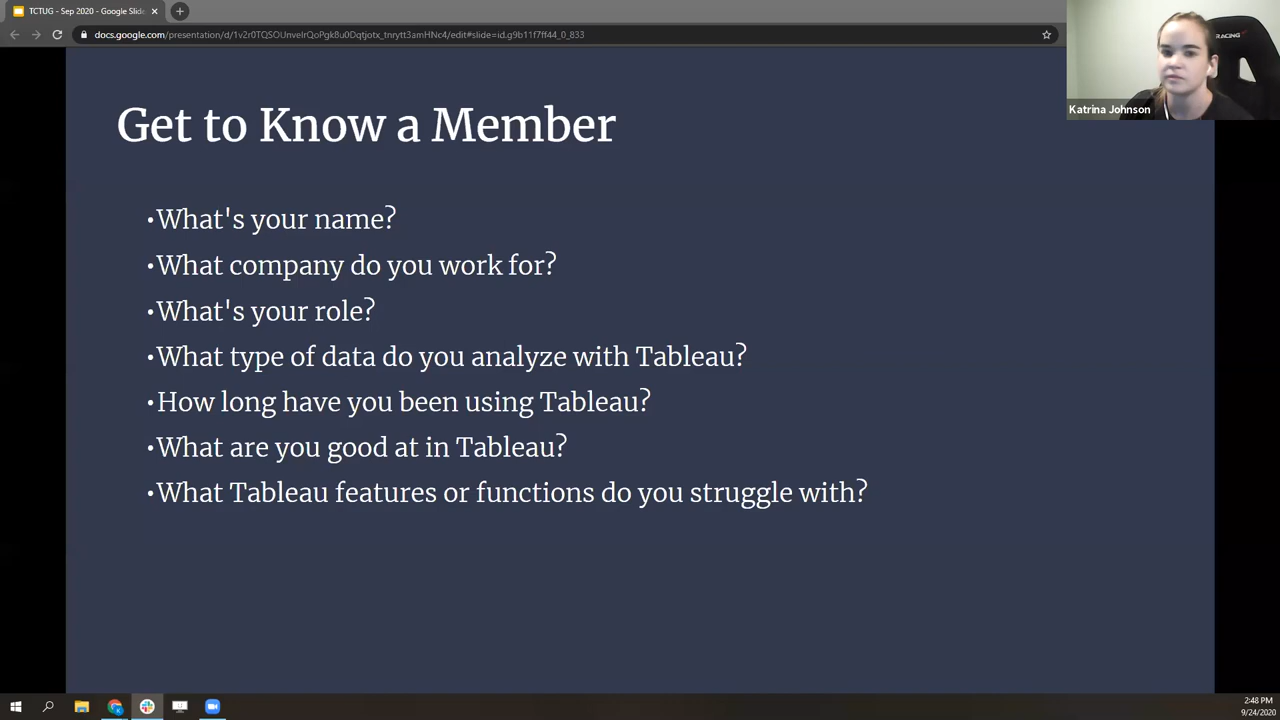 TCTUG - Sep 2020 - Google Slide
docs.google.com/presentation/d/1v2r0TQSOUnveIrQoPgk8u0Dqtjotx_tnrytt3amHNc4/edit#slide=id.g9b11f7ff44_0_833
RACING
Katrina Johnson
Get to Know a Member
•What's your name?
•What company do you work for?
•What's your role?
•What type of data do you analyze with Tableau?
•How long have you been using Tableau?
•What are you good at in Tableau?
•What Tableau features or functions do you struggle with?
2:48 PM
9/24/2020